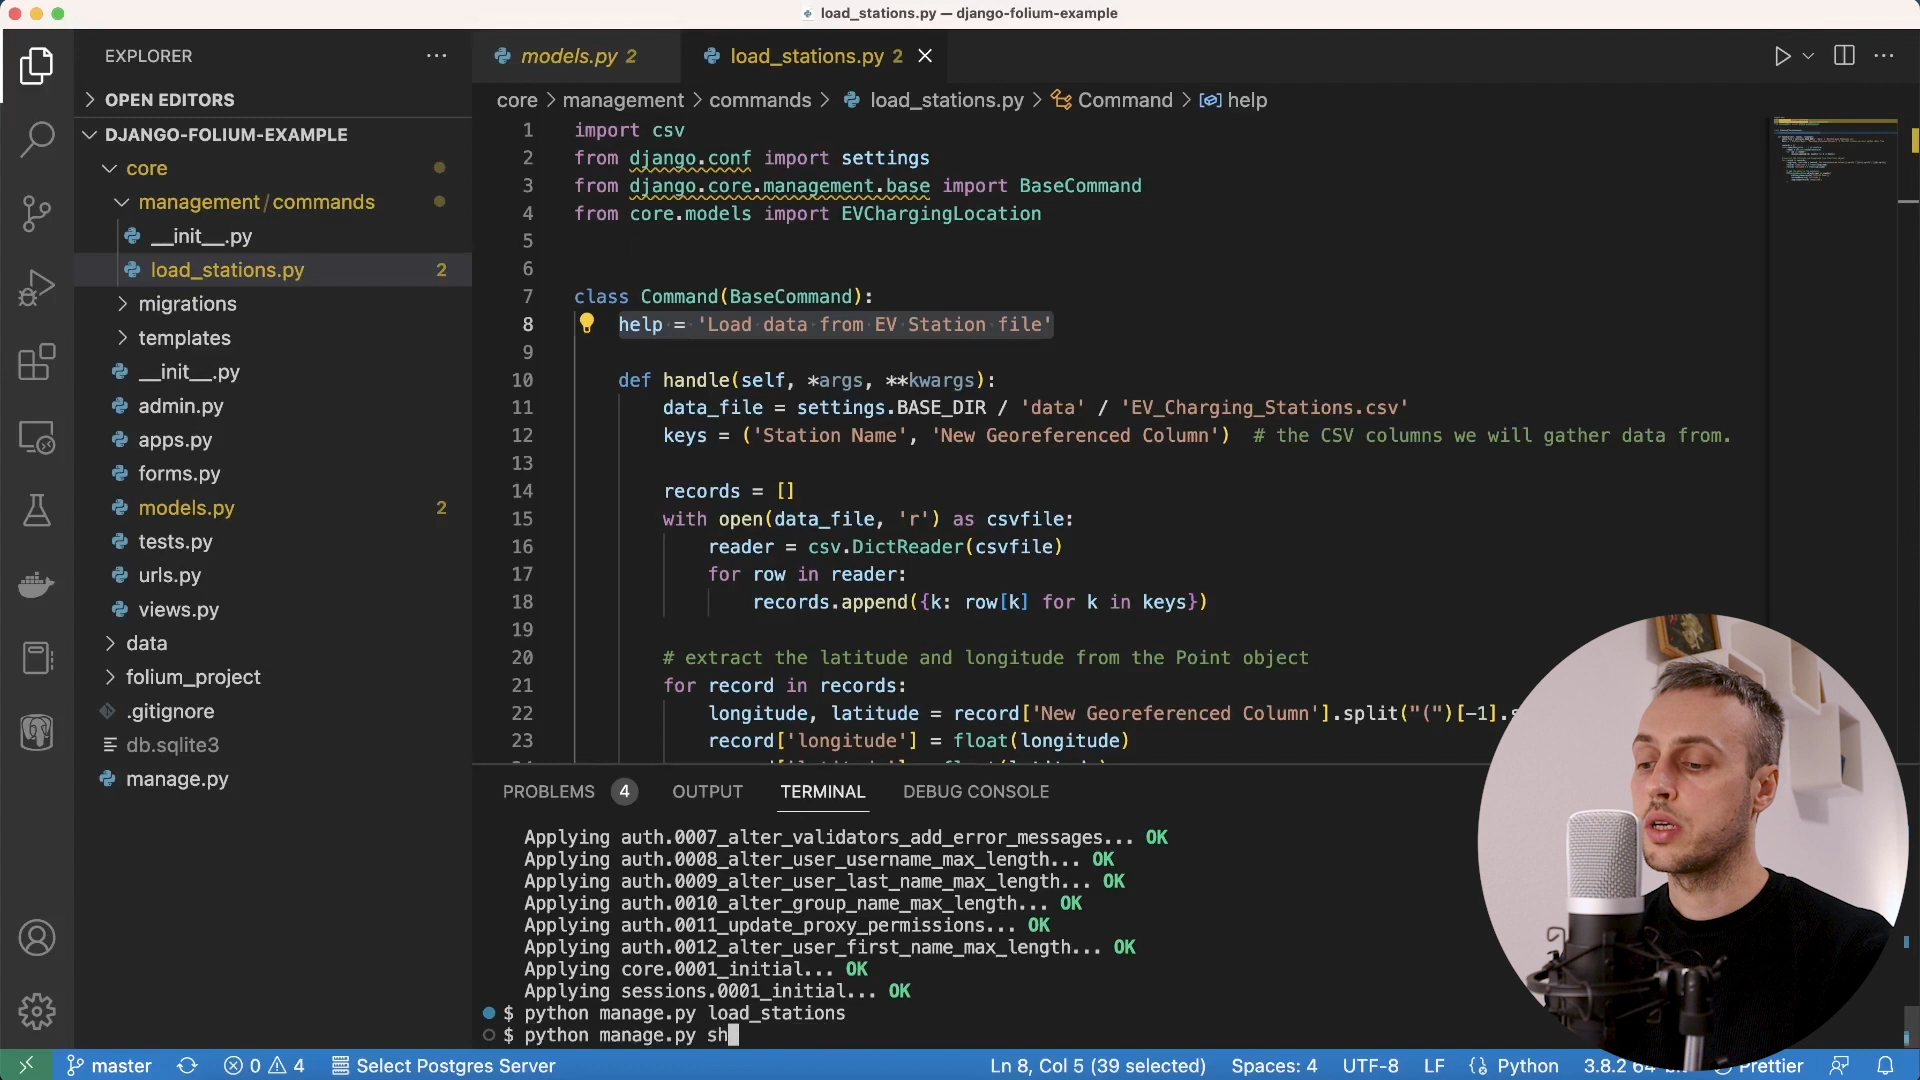 load_stations.py — django-folium-example
EXPLORER
OPEN EDITORS
DJANGO-FOLIUM-EXAMPLE
core
management/commands
__init__.py
load_stations.py 2
migrations
templates
__init__.py
admin.py
apps.py
forms.py
models.py 2
tests.py
urls.py
views.py
data
folium_project
.gitignore
db.sqlite3
manage.py
models.py 2
load_stations.py 2
core > management > commands > load_stations.py > Command > help
1 import csv
2 from django.conf import settings
3 from django.core.management.base import BaseCommand
4 from core.models import EVChargingLocation
5
6
7 class Command(BaseCommand):
8 help = 'Load data from EV Station file'
9
10 def handle(self, *args, **kwargs):
11 data_file = settings.BASE_DIR / 'data' / 'EV_Charging_Stations.csv'
12 keys = ('Station Name', 'New Georeferenced Column') # the CSV columns we will gather data from.
13
14 records = []
15 with open(data_file, 'r') as csvfile:
16 reader = csv.DictReader(csvfile)
17 for row in reader:
18 records.append({k: row[k] for k in keys})
19
20 # extract the latitude and longitude from the Point object
21 for record in records:
22 longitude, latitude = record['New Georeferenced Column'].split("(")[-1].
23 record['longitude'] = float(longitude)
PROBLEMS 4 OUTPUT TERMINAL DEBUG CONSOLE
Applying auth.0007_alter_validators_add_error_messages... OK
Applying auth.0008_alter_user_username_max_length... OK
Applying auth.0009_alter_user_last_name_max_length... OK
Applying auth.0010_alter_group_name_max_length... OK
Applying auth.0011_update_proxy_permissions... OK
Applying auth.0012_alter_user_first_name_max_length... OK
Applying core.0001_initial... OK
Applying sessions.0001_initial... OK
$ python manage.py load_stations
$ python manage.py sh
master 0 4 Select Postgres Server Ln 8, Col 5 (39 selected) Spaces: 4 UTF-8 LF Python 3.8.2 Prettier